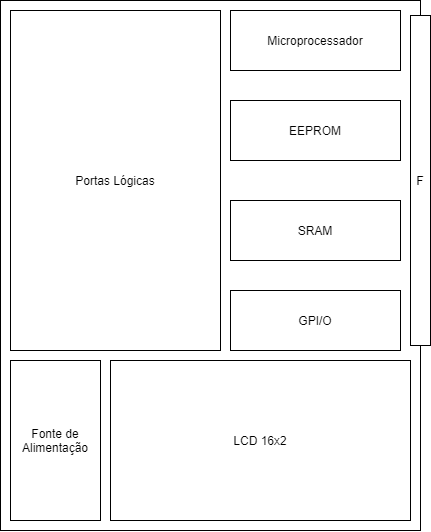 Microprocessador
EEPROM
Portas Lógicas
F
SRAM
GPI/O
Fonte de
Alimentação
LCD 16x2